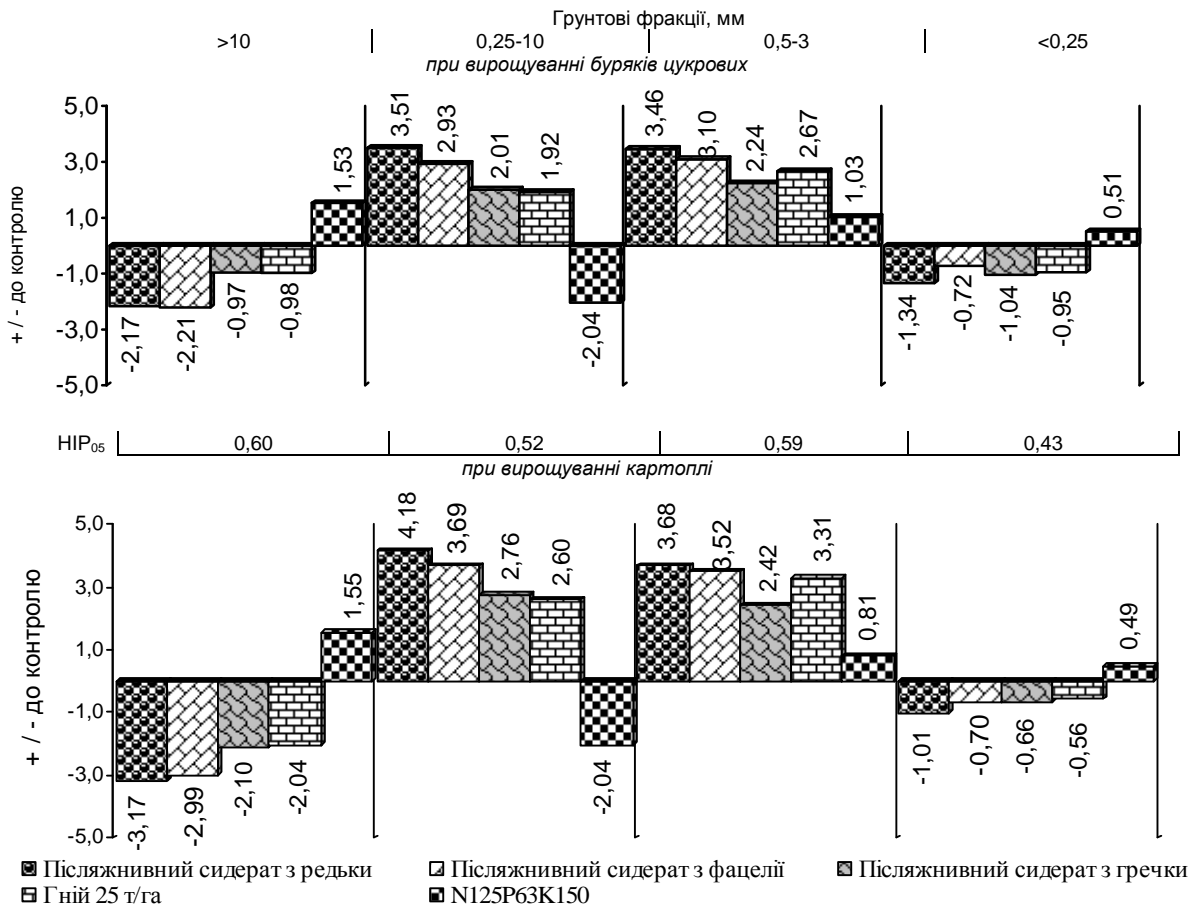 Грунтові фракції, мм
>10 0,25-10 0,5-3 <0,25
при вирощуванні буряків цукрових
+ / - до контролю
5,0
3,0
1,0
-1,0
-3,0
-5,0
-2,17 -2,21 -0,97 -0,98 1,53 3,51 2,93 2,01 1,92 -2,04 3,46 3,10 2,24 2,67 1,03 -1,34 -0,72 -1,04 -0,95 0,51
НІР05 0,60 0,52 0,59 0,43
при вирощуванні картоплі
+ / - до контролю
5,0
3,0
1,0
-1,0
-3,0
-5,0
-3,17 -2,99 -2,10 -2,04 1,55 4,18 3,69 2,76 2,60 -2,04 3,68 3,52 2,42 3,31 0,81 -1,01 -0,70 -0,66 -0,56 0,49
Післяжнивний сидерат з редьки Післяжнивний сидерат з фацелії Післяжнивний сидерат з гречки
Гній 25 т/га N125P63K150